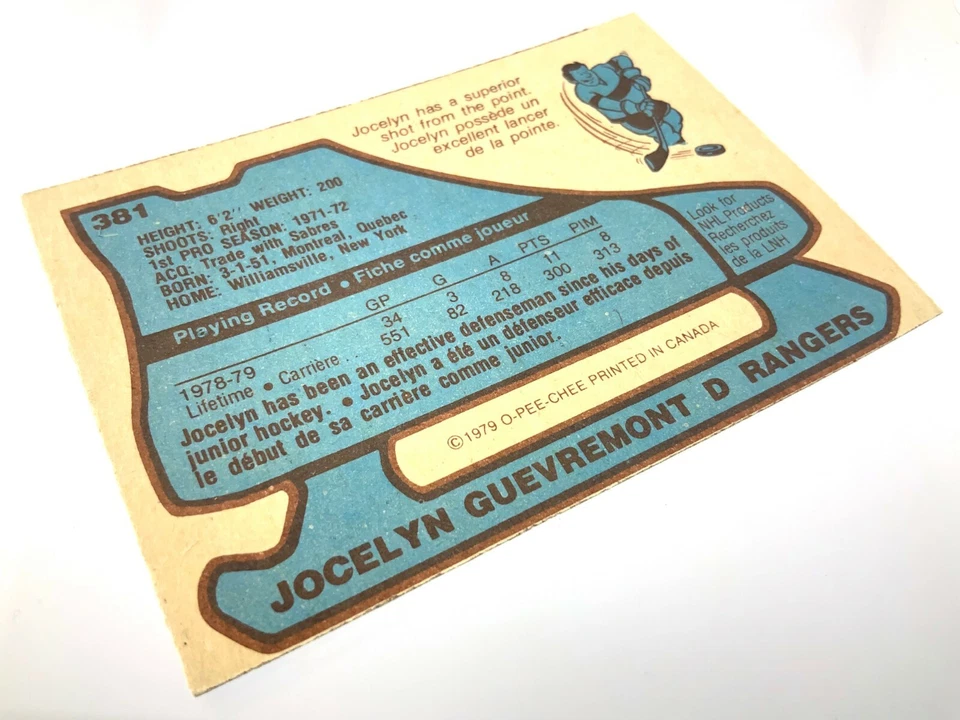 Jocelyn has a superior
shot from the point.
Jocelyn possède un
excellent lancer
de la pointe.
381
HEIGHT: 6'2" WEIGHT: 200
SHOOTS: Right
1st PRO SEASON: 1971-72
ACQ: Trade with Sabres
BORN: 3-1-51, Montreal, Quebec
HOME: Williamsville, New York
Look for
NHL Products
Recherchez
les produits
de la LNH
Playing Record • Fiche comme joueur
GP G A PTS PIM
1978-79 34 3 8 11 8
Lifetime • Carrière 551 82 218 300 313
Jocelyn has been an effective defenseman since his days of
junior hockey. • Jocelyn a été un défenseur efficace depuis
le début de sa carrière comme junior.
©1979 O-PEE-CHEE PRINTED IN CANADA
JOCELYN GUEVREMONT D RANGERS